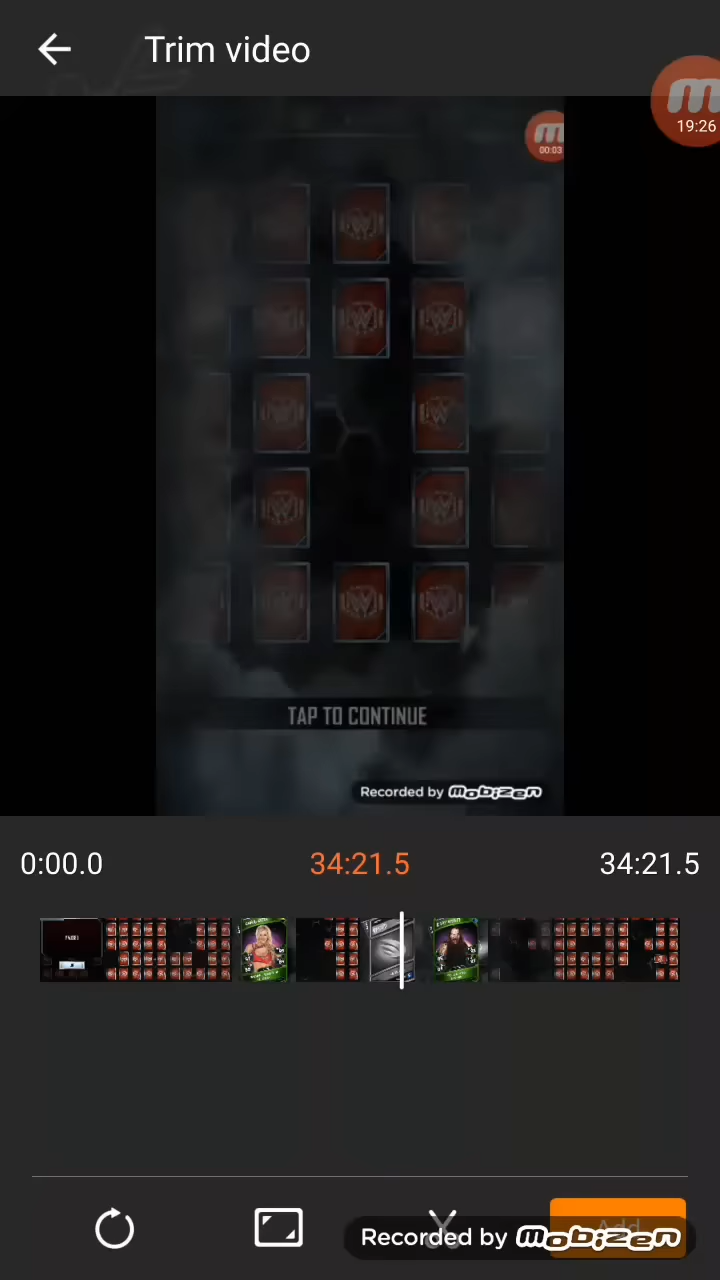 Trim video
19:26
00:03
TAP TO CONTINUE
Recorded by mobizen
0:00.0
34:21.5
34:21.5
Add
Recorded by mobizen